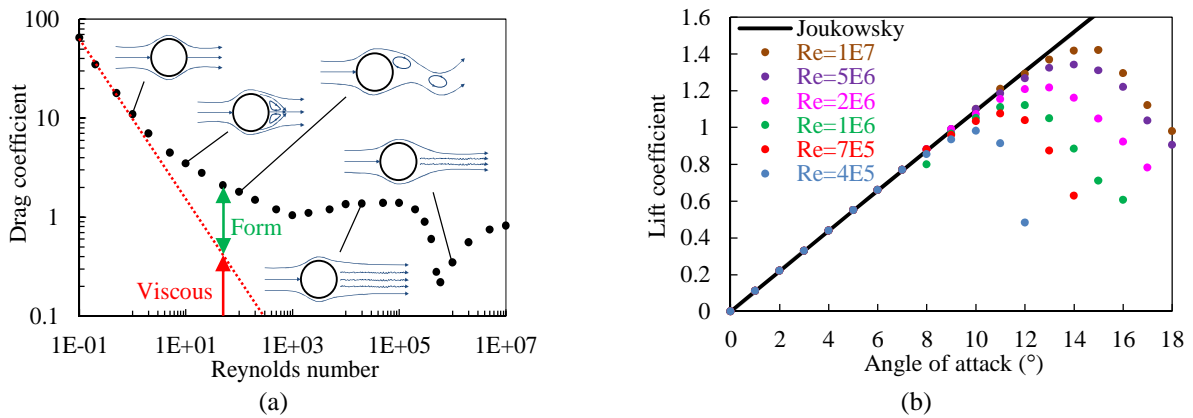 100
10
1
0.1
Drag coefficient
Form
Viscous
1E-01 1E+01 1E+03 1E+05 1E+07
Reynolds number
(a)
1.6
1.4
1.2
1
0.8
0.6
0.4
0.2
0
Lift coefficient
Joukowsky
Re=1E7
Re=5E6
Re=2E6
Re=1E6
Re=7E5
Re=4E5
0 2 4 6 8 10 12 14 16 18
Angle of attack (°)
(b)